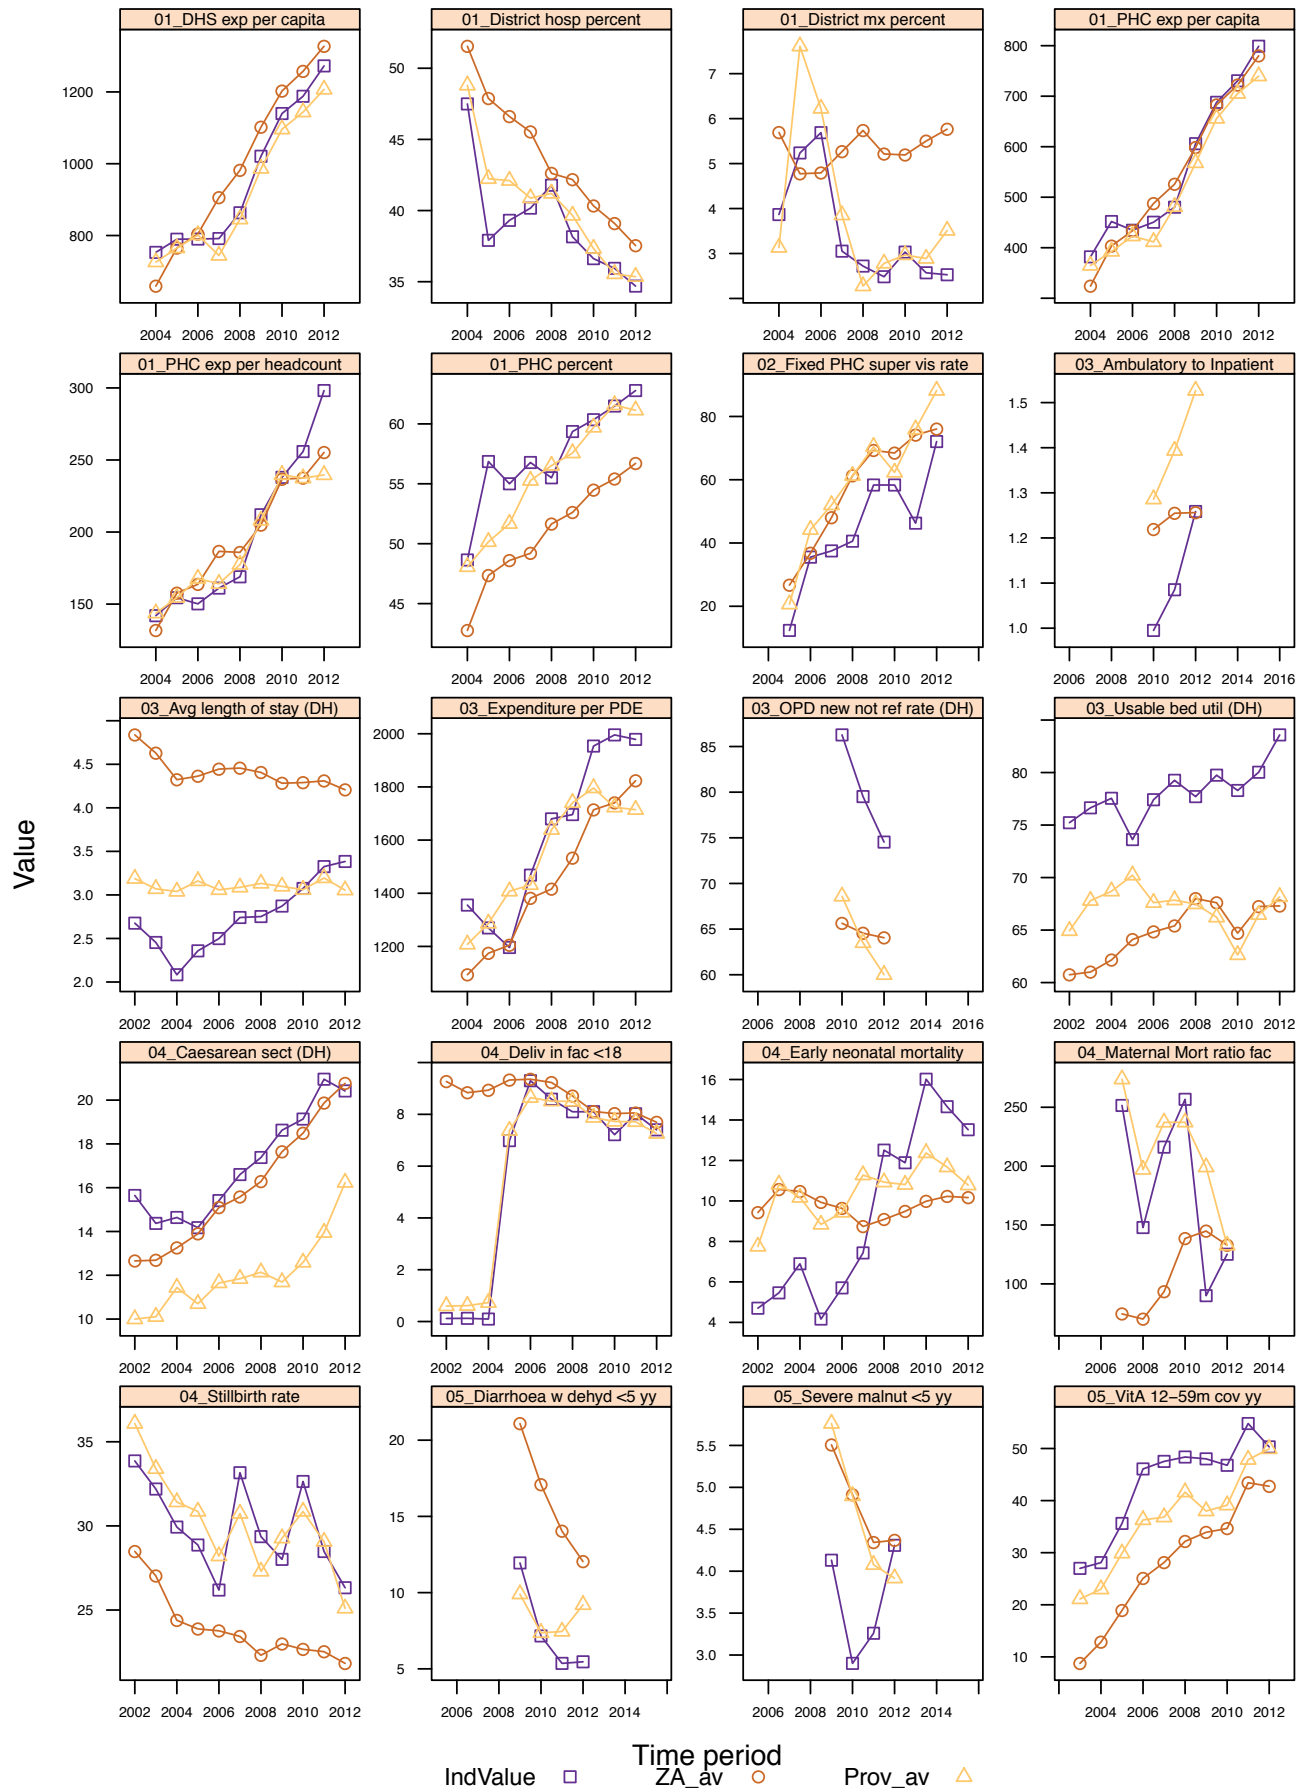 01_DHS exp per capita 01_District hosp percent 01_District mx percent 01_PHC exp per capita
1200 50 7 800
1000 45 6 700
800 40 5 600
35 4 500
3 400
2004 2006 2008 2010 2012 2004 2006 2008 2010 2012 2004 2006 2008 2010 2012 2004 2006 2008 2010 2012
01_PHC exp per headcount 01_PHC percent 02_Fixed PHC super vis rate 03_Ambulatory to Inpatient
300 60 80 1.5
250 55 60 1.4
200 50 40 1.3
150 45 20 1.2
1.1
1.0
2004 2006 2008 2010 2012 2004 2006 2008 2010 2012 2004 2006 2008 2010 2012 2006 2008 2010 2012 2014 2016
03_Avg length of stay (DH) 03_Expenditure per PDE 03_OPD new not ref rate (DH) 03_Usable bed util (DH)
4.5 2000 85 80
4.0 1800 80 75
3.5 1600 75 70
3.0 1400 70 65
2.5 1200 65 60
2.0 60
2002 2004 2006 2008 2010 2012 2004 2006 2008 2010 2012 2006 2008 2010 2012 2014 2016 2002 2004 2006 2008 2010 2012
Value
04_Caesarean sect (DH) 04_Deliv in fac <18 04_Early neonatal mortality 04_Maternal Mort ratio fac
20 8 16 250
18 6 14 200
16 4 12 150
14 2 10 100
12 0 8
10 6
4
2002 2004 2006 2008 2010 2012 2002 2004 2006 2008 2010 2012 2002 2004 2006 2008 2010 2012 2006 2008 2010 2012 2014
04_Stillbirth rate 05_Diarrhoea w dehyd <5 yy 05_Severe malnut <5 yy 05_VitA 12−59m cov yy
35 20 5.5 50
30 15 5.0 40
25 10 4.5 30
5 4.0 20
3.5 10
3.0
2002 2004 2006 2008 2010 2012 2006 2008 2010 2012 2014 2006 2008 2010 2012 2014 2004 2006 2008 2010 2012
Time period
IndValue ZA_av Prov_av